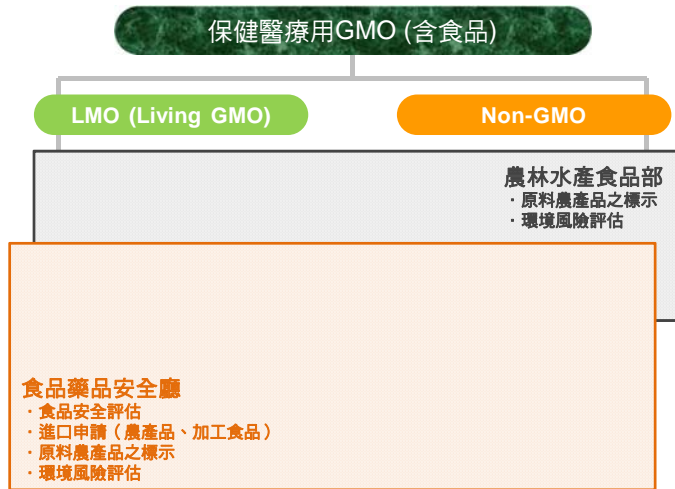 保健醫療用GMO (含食品)
LMO (Living GMO)
Non-GMO
農林水產食品部
· 原料農產品之標示
· 環境風險評估
食品藥品安全廳
· 食品安全評估
· 進口申請（農產品、加工食品）
· 原料農產品之標示
· 環境風險評估